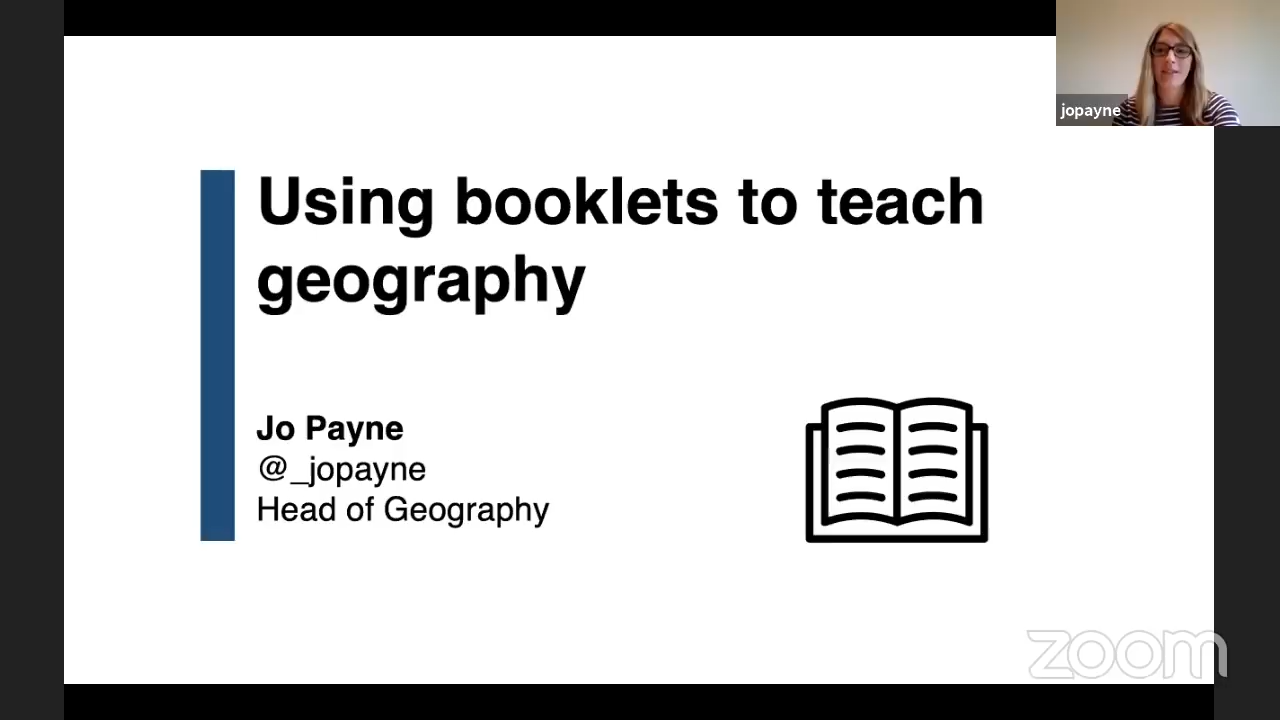 jopayne
Using booklets to teach
geography
Jo Payne
@_jopayne
Head of Geography
zoom